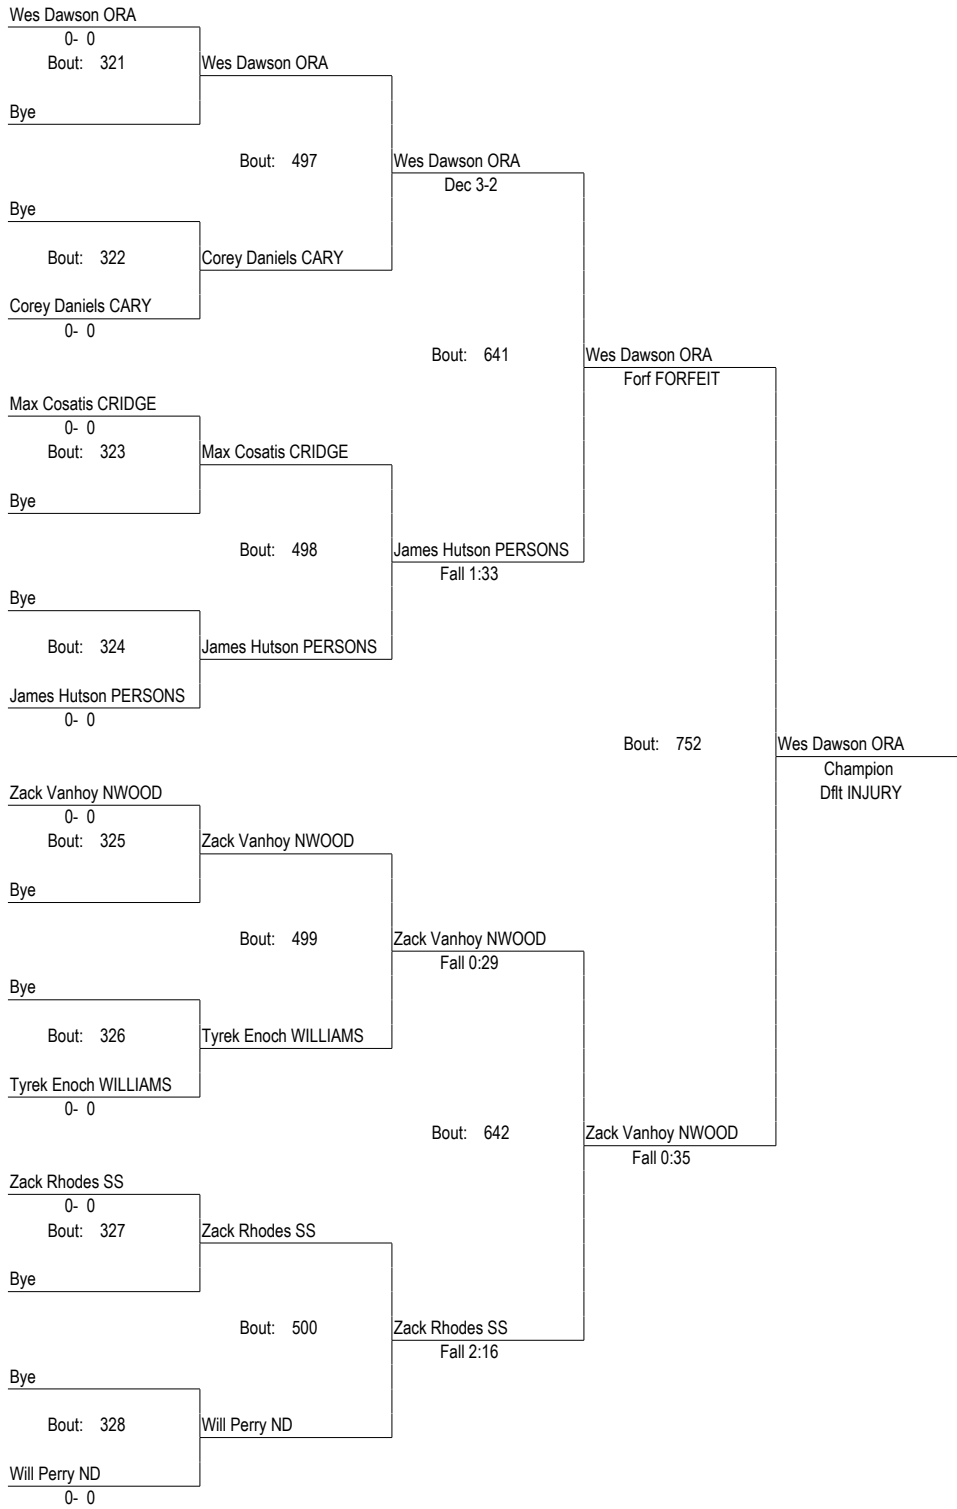 Wes Dawson ORA
0- 0
Bout: 321
Wes Dawson ORA
Bye
Bout: 497
Wes Dawson ORA
Dec 3-2
Bye
Bout: 322
Corey Daniels CARY
Corey Daniels CARY
0- 0
Bout: 641
Wes Dawson ORA
Forf FORFEIT
Max Cosatis CRIDGE
0- 0
Bout: 323
Max Cosatis CRIDGE
Bye
Bout: 498
James Hutson PERSONS
Fall 1:33
Bye
Bout: 324
James Hutson PERSONS
James Hutson PERSONS
0- 0
Bout: 752
Wes Dawson ORA
Champion
Dflt INJURY
Zack Vanhoy NWOOD
0- 0
Bout: 325
Zack Vanhoy NWOOD
Bye
Bout: 499
Zack Vanhoy NWOOD
Fall 0:29
Bye
Bout: 326
Tyrek Enoch WILLIAMS
Tyrek Enoch WILLIAMS
0- 0
Bout: 642
Zack Vanhoy NWOOD
Fall 0:35
Zack Rhodes SS
0- 0
Bout: 327
Zack Rhodes SS
Bye
Bout: 500
Zack Rhodes SS
Fall 2:16
Bye
Bout: 328
Will Perry ND
Will Perry ND
0- 0